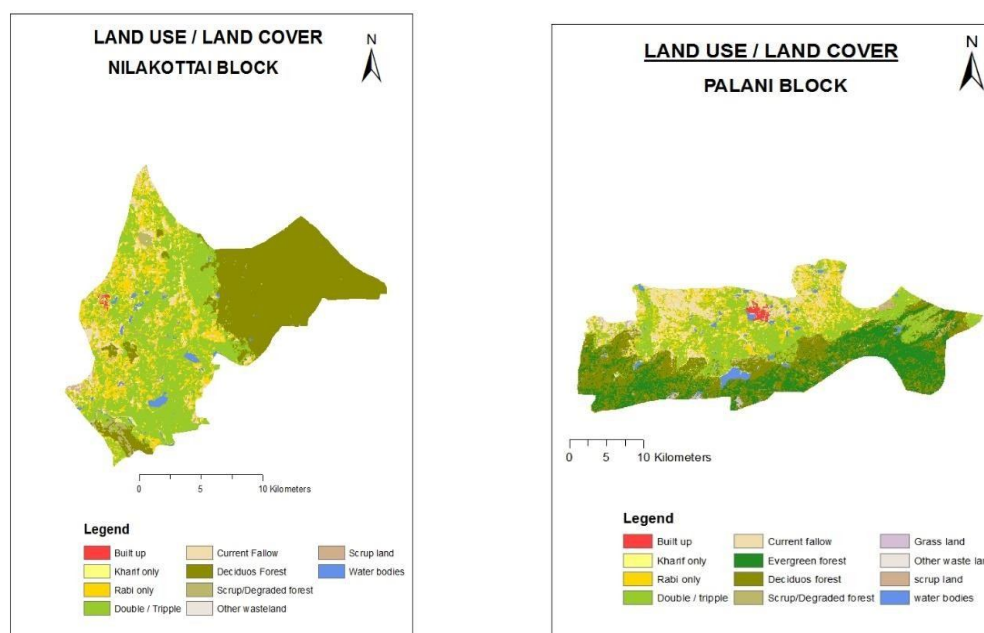 LAND USE / LAND COVER
NILAKOTTAI BLOCK
N
0 5 10 Kilometers
Legend
Built up
Kharif only
Rabi only
Double / Tripple
Current Fallow
Deciduos Forest
Scrup/Degraded forest
Other wasteland
Scrup land
Water bodies
LAND USE / LAND COVER
PALANI BLOCK
N
0 5 10 Kilometers
Legend
Built up
Kharif only
Rabi only
Double / tripple
Current fallow
Evergreen forest
Deciduos forest
Scrup/Degraded forest
Grass land
Other waste lan
scrup land
water bodies